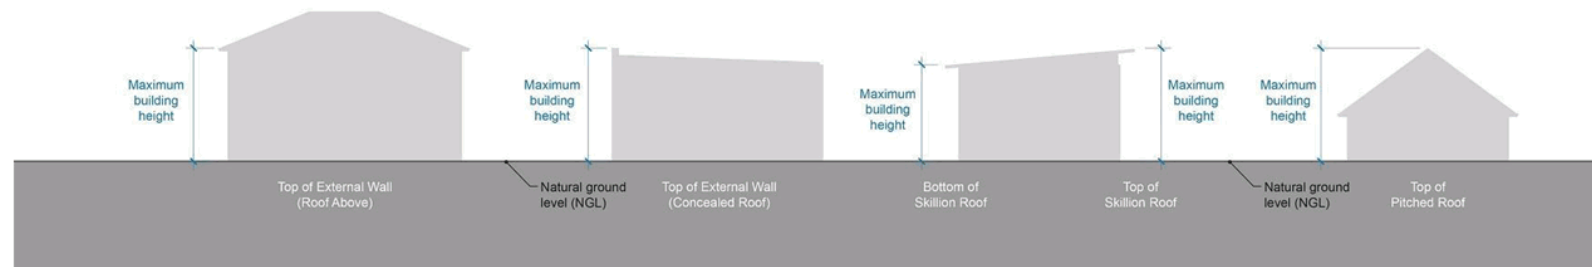 Maximum
building
height
Maximum
building
height
Maximum
building
height
Maximum
building
height
Maximum
building
height
Top of External Wall
(Roof Above)
Natural ground
level (NGL)
Top of External Wall
(Concealed Roof)
Bottom of
Skillion Roof
Top of
Skillion Roof
Natural ground
level (NGL)
Top of
Pitched Roof